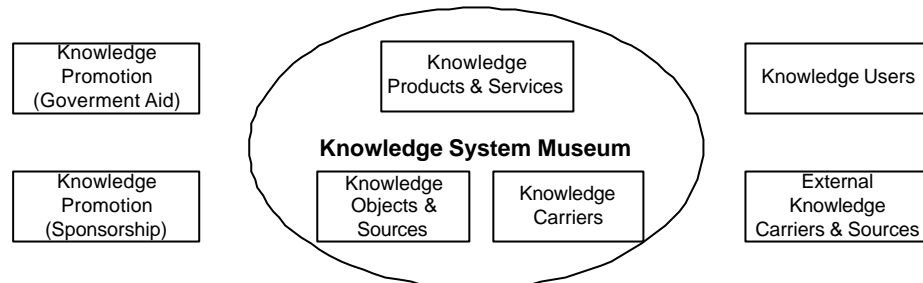 Knowledge
Promotion
(Goverment Aid)
Knowledge
Products & Services
Knowledge Users
Knowledge System Museum
Knowledge
Promotion
(Sponsorship)
Knowledge
Objects &
Sources
Knowledge
Carriers
External
Knowledge
Carriers & Sources